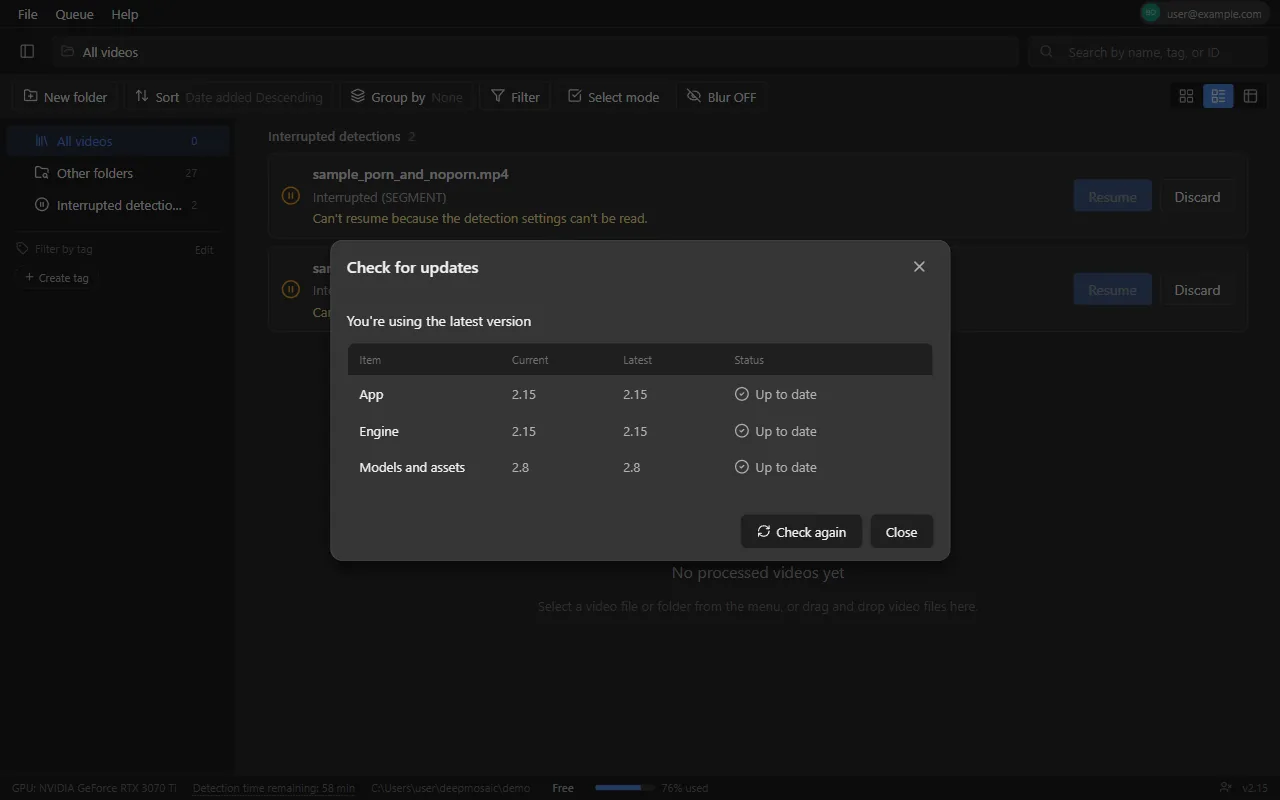 File Queue Help
RO user@example.com
All videos
Search by name, tag, or ID
New folder Sort Date added Descending Group by None Filter Select mode Blur OFF
All videos 0
Other folders 27
Interrupted detectio... 2
Filter by tag Edit
+ Create tag
Interrupted detections 2
sample_porn_and_noporn.mp4
Interrupted (SEGMENT)
Can't resume because the detection settings can't be read.
Resume Discard
Resume Discard
Check for updates
You're using the latest version
Item Current Latest Status
App 2.15 2.15 Up to date
Engine 2.15 2.15 Up to date
Models and assets 2.8 2.8 Up to date
Check again Close
No processed videos yet
Select a video file or folder from the menu, or drag and drop video files here.
GPU: NVIDIA GeForce RTX 3070 Ti Detection time remaining: 58 min C:\Users\user\deepmosaic\demo Free 76% used v2.15